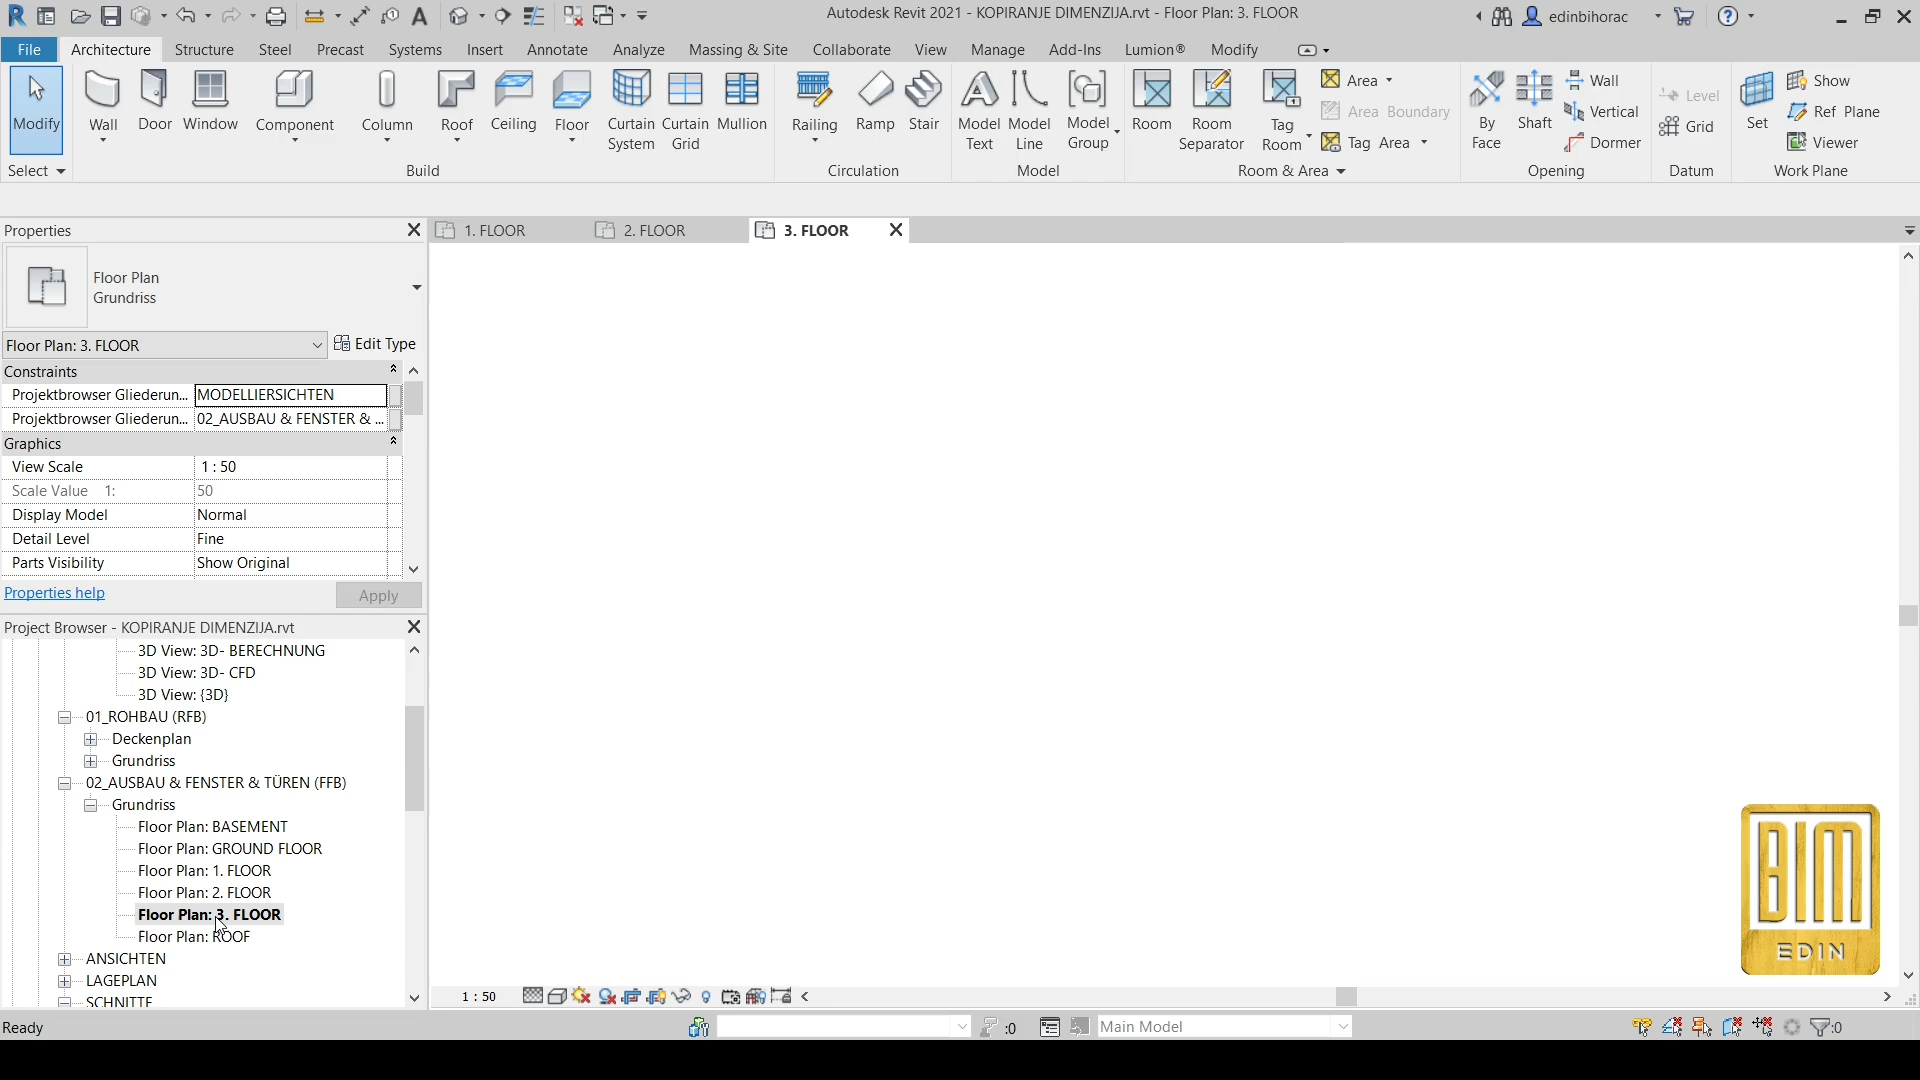 Autodesk Revit 2021 - KOPIRANJE DIMENZIJA.rvt - Floor Plan: 3. FLOOR
edinbihorac
File Architecture Structure Steel Precast Systems Insert Annotate Analyze Massing & Site Collaborate View Manage Add-Ins Lumion® Modify
Modify
Wall
Door
Window
Component
Column
Roof
Ceiling
Floor
Curtain System
Curtain Grid
Mullion
Railing
Ramp
Stair
Model Text
Model Line
Model Group
Room
Room Separator
Tag Room
Area
Area Boundary
Tag Area
By Face
Shaft
Wall
Vertical
Dormer
Level
Grid
Set
Show
Ref Plane
Viewer
Select Build Circulation Model Room & Area Opening Datum Work Plane
Properties
1. FLOOR 2. FLOOR 3. FLOOR
Floor Plan
Grundriss
Floor Plan: 3. FLOOR Edit Type
Constraints
Projektbrowser Gliederun... MODELLIERSICHTEN
Projektbrowser Gliederun... 02_AUSBAU & FENSTER & ...
Graphics
View Scale 1 : 50
Scale Value 1: 50
Display Model Normal
Detail Level Fine
Parts Visibility Show Original
Properties help Apply
Project Browser - KOPIRANJE DIMENZIJA.rvt
3D View: 3D- BERECHNUNG
3D View: 3D- CFD
3D View: {3D}
01_ROHBAU (RFB)
Deckenplan
Grundriss
02_AUSBAU & FENSTER & TÜREN (FFB)
Grundriss
Floor Plan: BASEMENT
Floor Plan: GROUND FLOOR
Floor Plan: 1. FLOOR
Floor Plan: 2. FLOOR
Floor Plan: 3. FLOOR
Floor Plan: ROOF
ANSICHTEN
LAGEPLAN
SCHNITTE
BIM
EDIN
1 : 50
Ready :0 Main Model :0